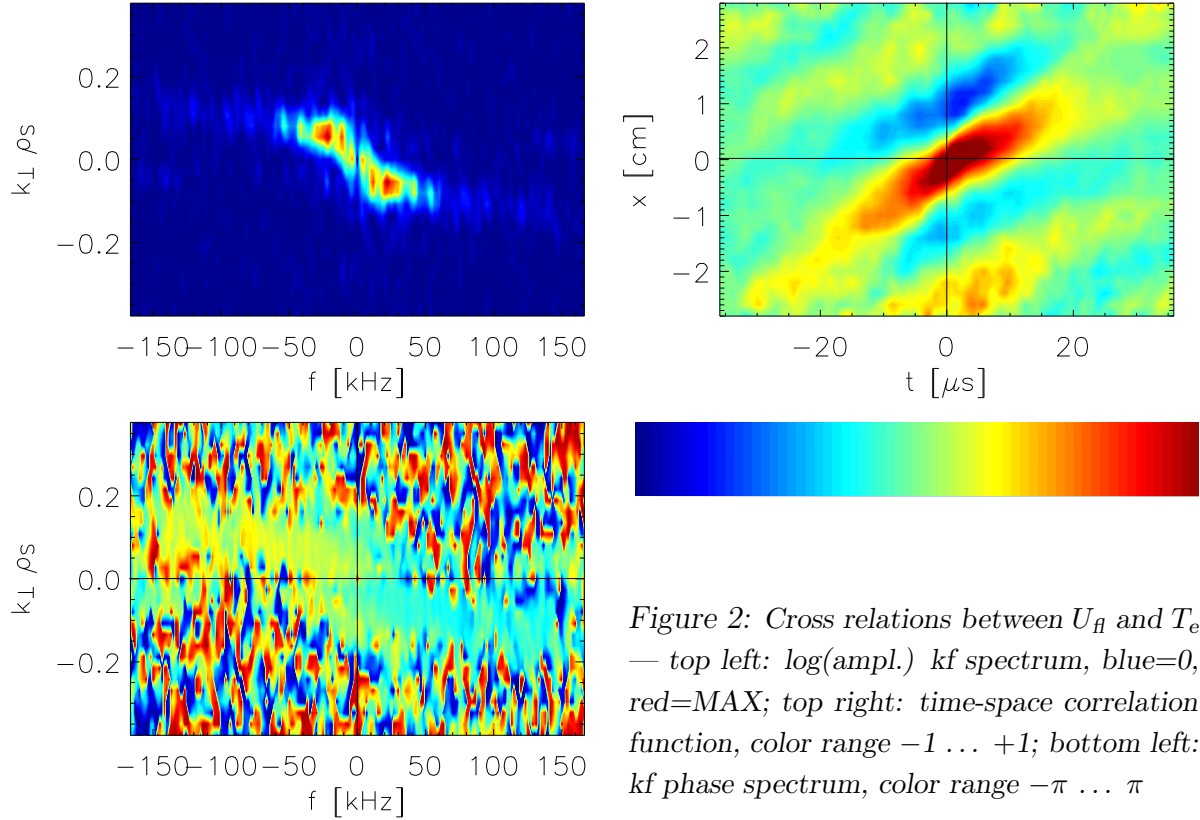 0.2
0.0
−0.2
k⊥ ρs
−150 −100 −50 0 50 100 150
f [kHz]
2
1
0
−1
−2
x [cm]
−20 0 20
t [μs]
0.2
0.0
−0.2
k⊥ ρs
−150 −100 −50 0 50 100 150
f [kHz]
Figure 2: Cross relations between U_fl and T_e
— top left: log(ampl.) kf spectrum, blue=0,
red=MAX; top right: time-space correlation
function, color range −1 … +1; bottom left:
kf phase spectrum, color range −π … π